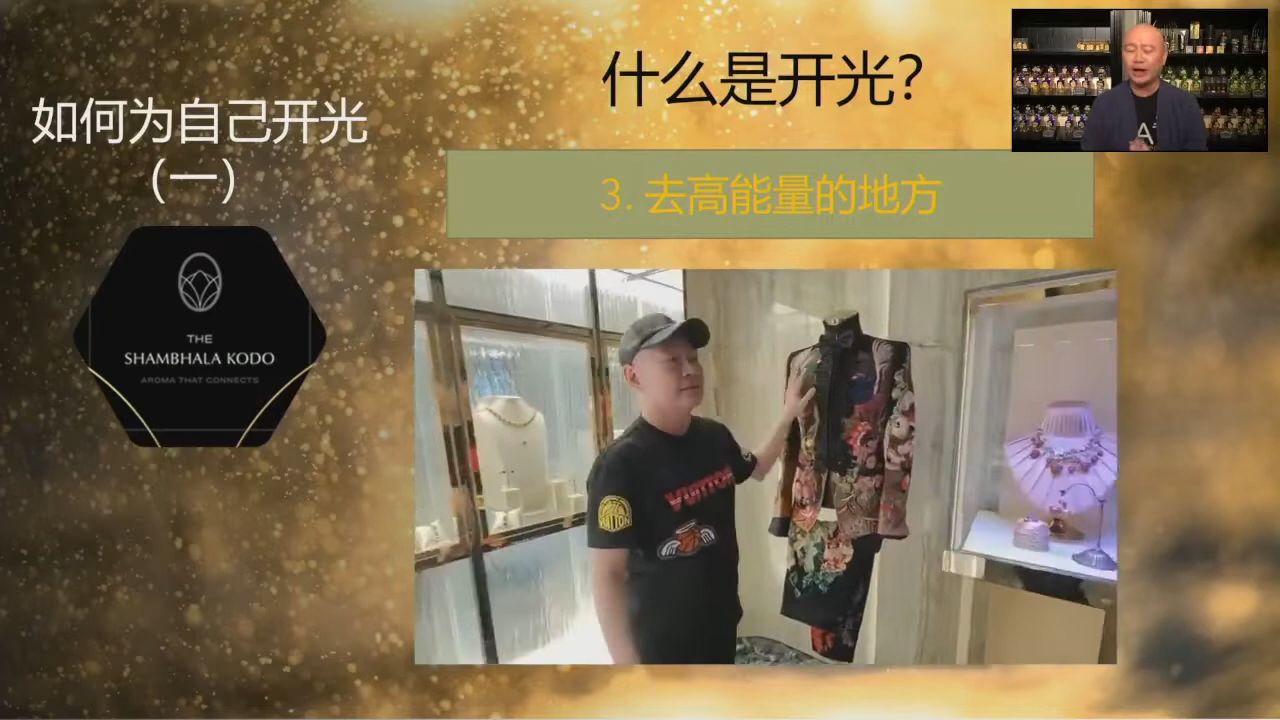 如何为自己开光
(一)
THE
SHAMBHALA KODO
AROMA THAT CONNECTS
什么是开光?
3. 去高能量的地方
VUITTON